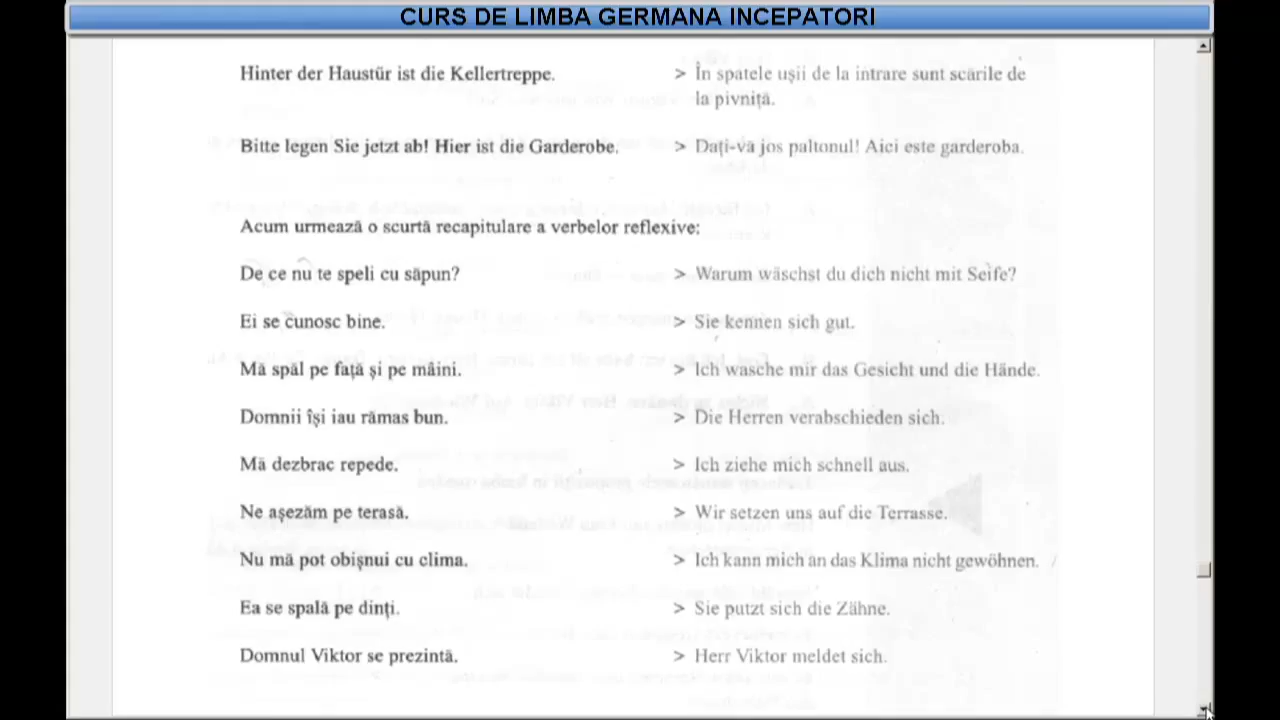 CURS DE LIMBA GERMANA INCEPATORI
Hinter der Haustür ist die Kellertreppe. > În spatele uşii de la intrare sunt scările de
la pivniţă.
Bitte legen Sie jetzt ab! Hier ist die Garderobe. > Daţi-vă jos paltonul! Aici este garderoba.
Acum urmează o scurtă recapitulare a verbelor reflexive:
De ce nu te speli cu săpun? > Warum wäschst du dich nicht mit Seife?
Ei se cunosc bine. > Sie kennen sich gut.
Mă spăl pe faţă şi pe mâini. > Ich wasche mir das Gesicht und die Hände.
Domnii îşi iau rămas bun. > Die Herren verabschieden sich.
Mă dezbrac repede. > Ich ziehe mich schnell aus.
Ne aşezăm pe terasă. > Wir setzen uns auf die Terrasse.
Nu mă pot obişnui cu clima. > Ich kann mich an das Klima nicht gewöhnen.
Ea se spală pe dinţi. > Sie putzt sich die Zähne.
Domnul Viktor se prezintă. > Herr Viktor meldet sich.